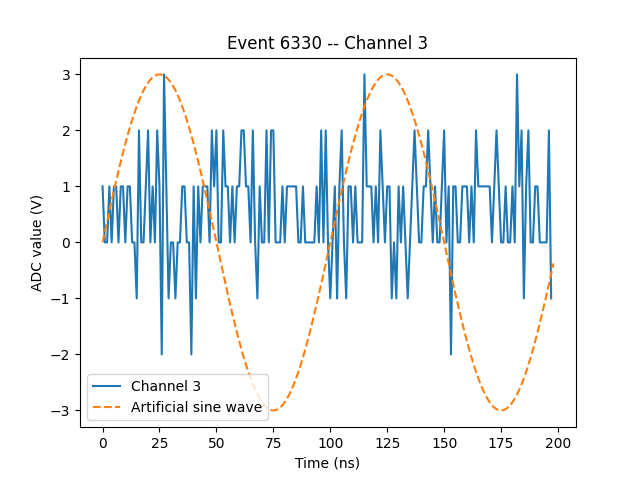 Event 6330 -- Channel 3
ADC value (V)
3
2
1
0
−1
−2
−3
Channel 3
Artificial sine wave
0 25 50 75 100 125 150 175 200
Time (ns)